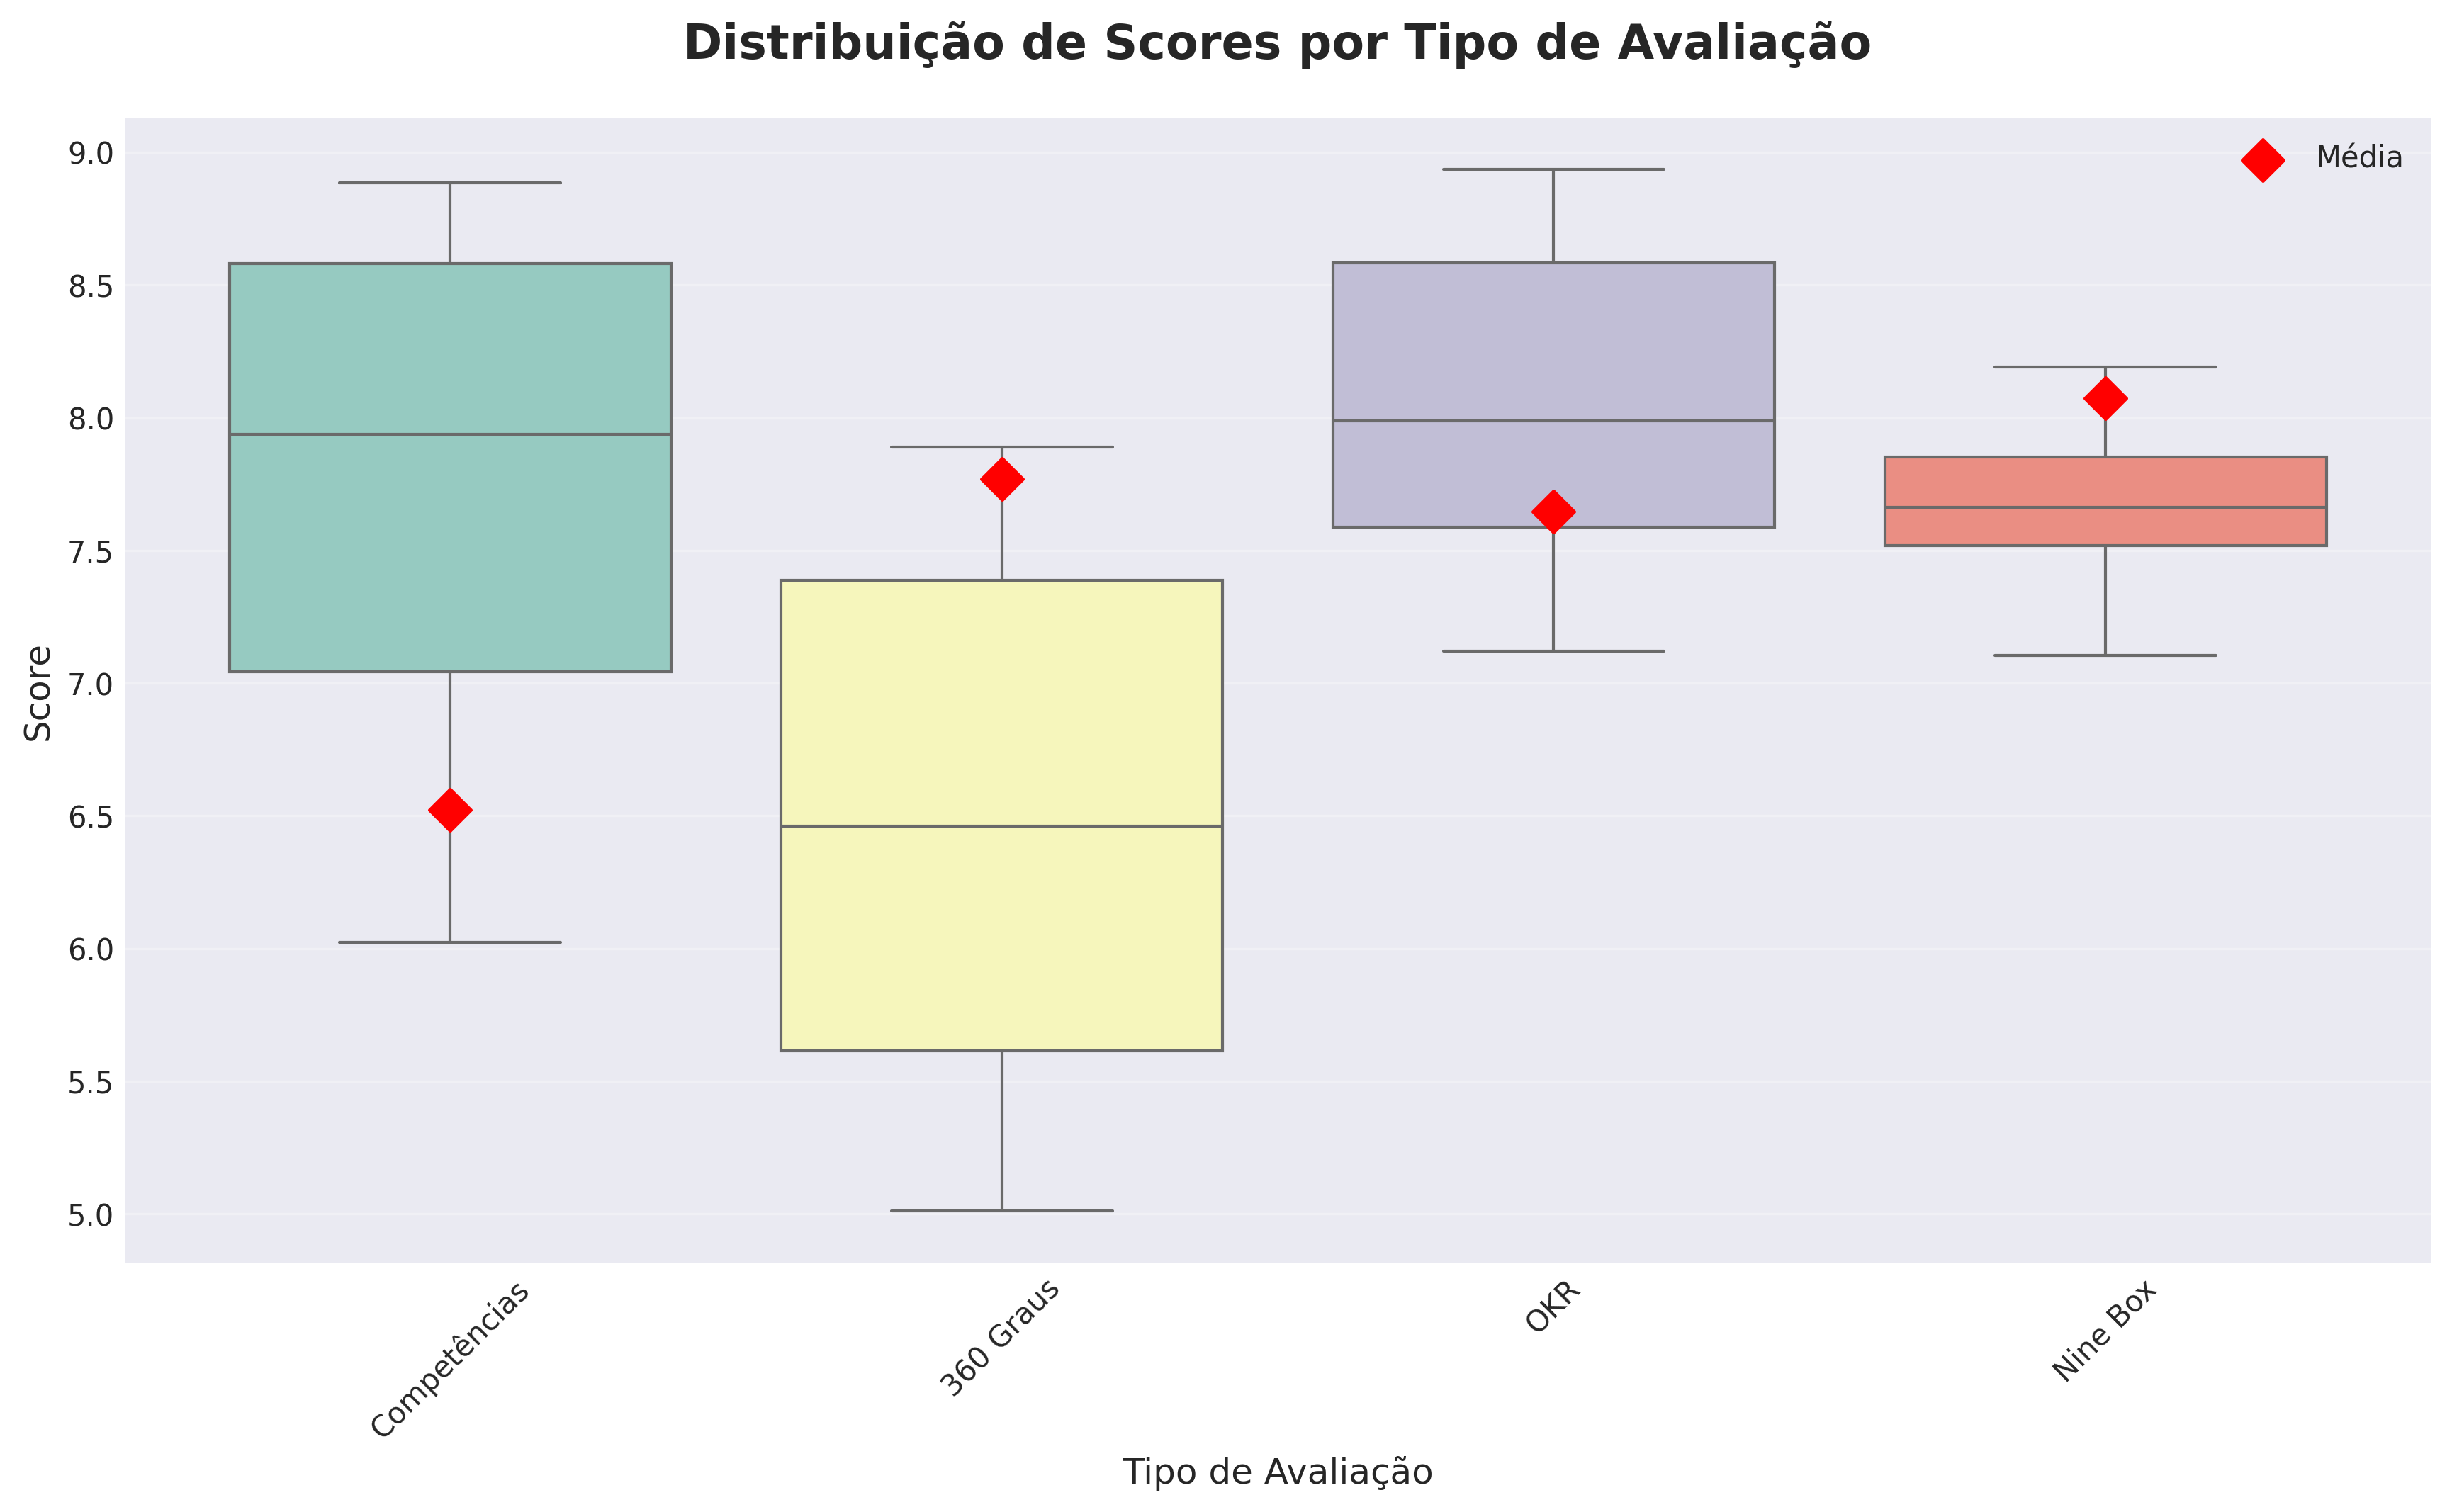 Distribuição de Scores por Tipo de Avaliação
Média
Score
9.0
8.5
8.0
7.5
7.0
6.5
6.0
5.5
5.0
Competências
360 Graus
OKR
Nine Box
Tipo de Avaliação